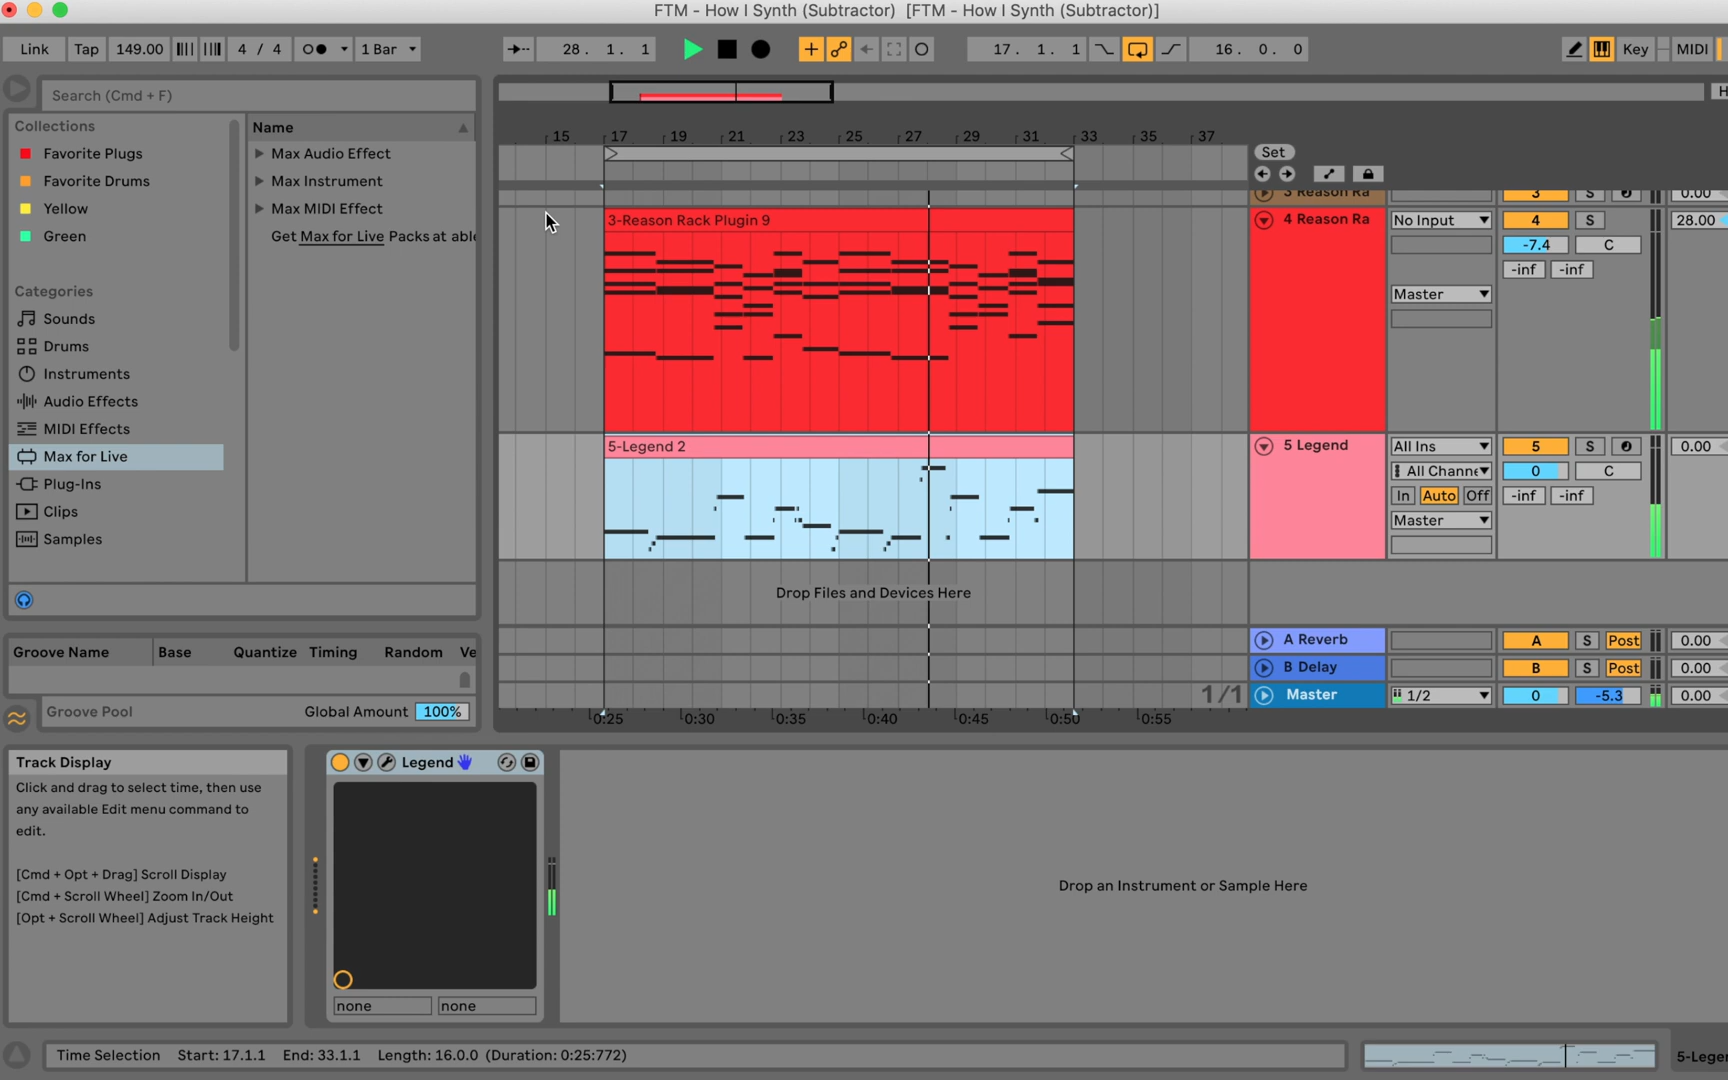 FTM - How I Synth (Subtractor) [FTM - How I Synth (Subtractor)]
Link Tap 149.00 4 / 4 1 Bar 28. 1. 1 17. 1. 1 16. 0. 0 Key MIDI
Search (Cmd + F)
Collections
Favorite Plugs
Favorite Drums
Yellow
Green
Categories
Sounds
Drums
Instruments
Audio Effects
MIDI Effects
Max for Live
Plug-Ins
Clips
Samples
Name
Max Audio Effect
Max Instrument
Max MIDI Effect
Get Max for Live Packs at able
Groove Name Base Quantize Timing Random Ve
Groove Pool Global Amount 100%
H
15 17 19 21 23 25 27 29 31 33 35 37
Set
3 Reason Ra 3 S 0.00
3-Reason Rack Plugin 9
4 Reason Ra No Input 4 S 28.00
-7.4 C
-inf -inf
Master
5-Legend 2
5 Legend All Ins 5 S 0.00
All Channe 0 C
In Auto Off -inf -inf
Master
Drop Files and Devices Here
A Reverb A S Post 0.00
B Delay B S Post 0.00
1/1 Master 1/2 0 -5.3 0.00
0:25 0:30 0:35 0:40 0:45 0:50 0:55
Track Display
Click and drag to select time, then use
any available Edit menu command to
edit.
[Cmd + Opt + Drag] Scroll Display
[Cmd + Scroll Wheel] Zoom In/Out
[Opt + Scroll Wheel] Adjust Track Height
Legend
none none
Drop an Instrument or Sample Here
Time Selection Start: 17.1.1 End: 33.1.1 Length: 16.0.0 (Duration: 0:25:772)
5-Leger